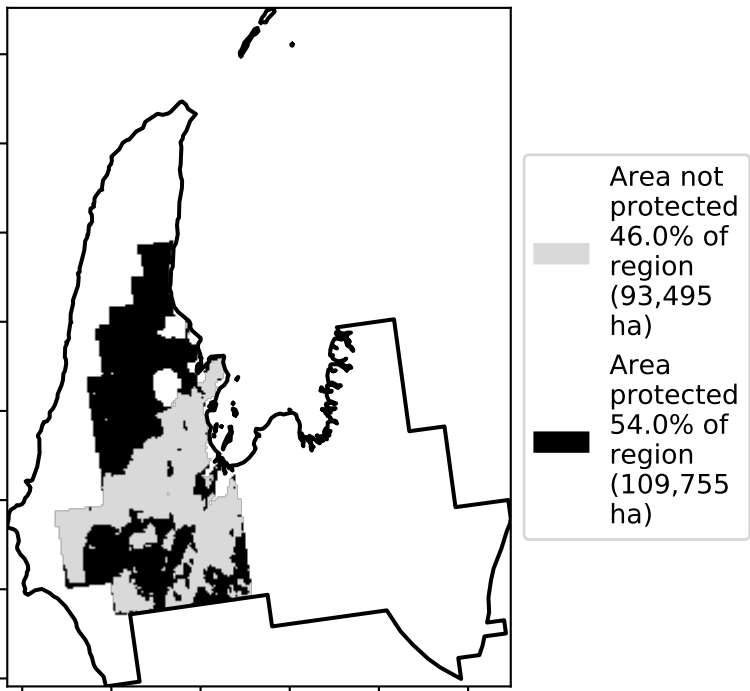 Area not
protected
46.0% of
region
(93,495
ha)
Area
protected
54.0% of
region
(109,755
ha)